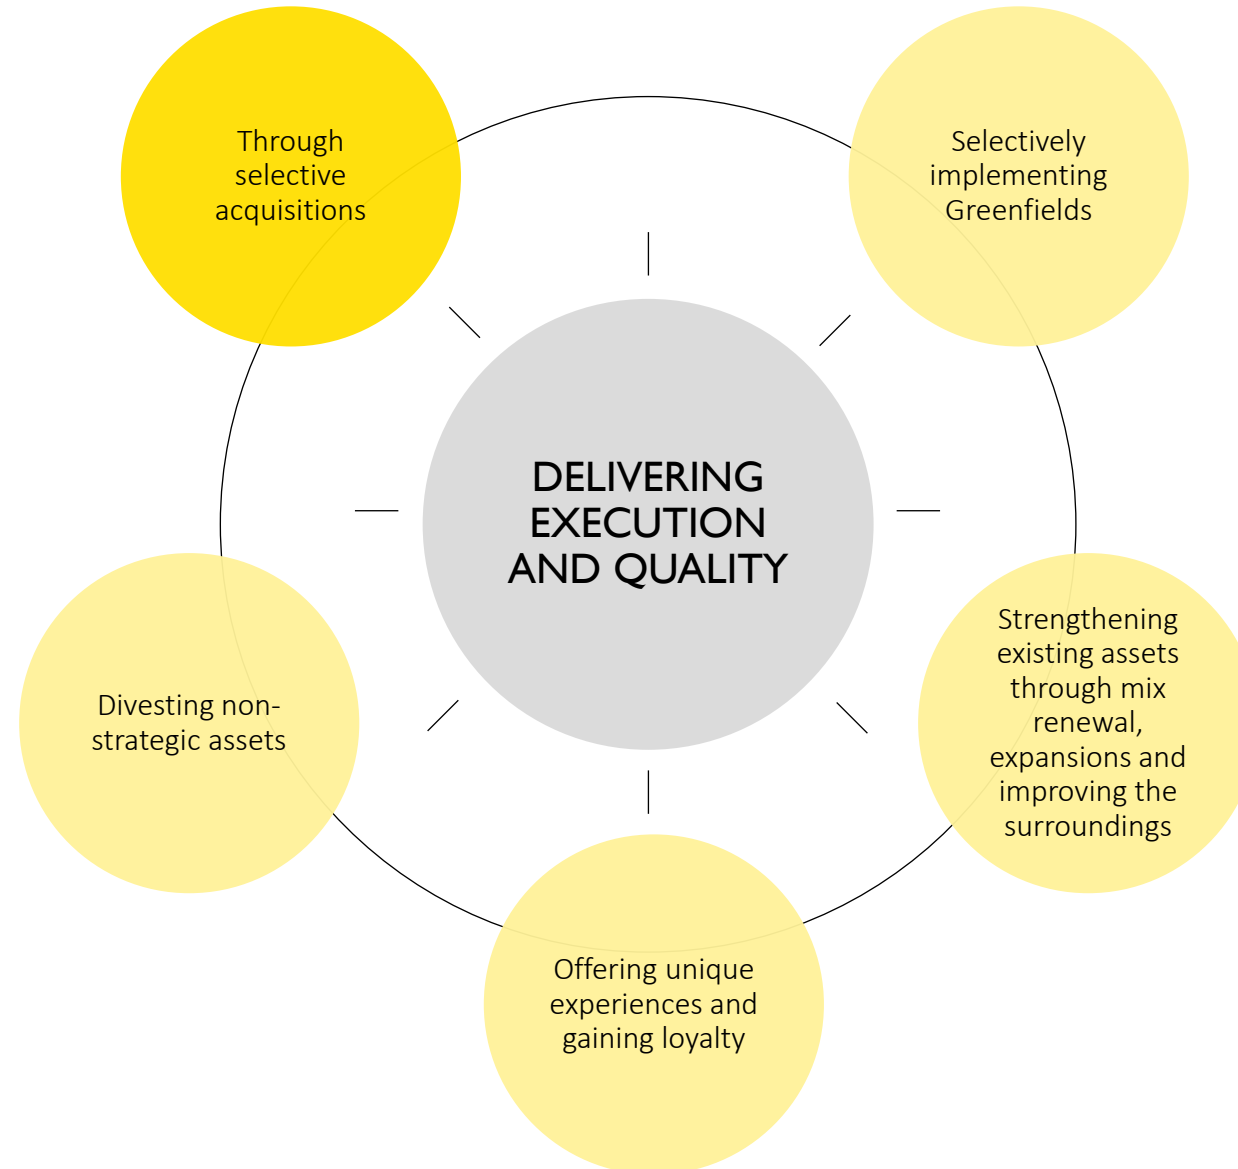 Through
selective
acquisitions
Selectively
implementing
Greenfields
DELIVERING
EXECUTION
AND QUALITY
Strengthening
existing assets
through mix
renewal,
expansions and
improving the
surroundings
Divesting non-
strategic assets
Offering unique
experiences and
gaining loyalty